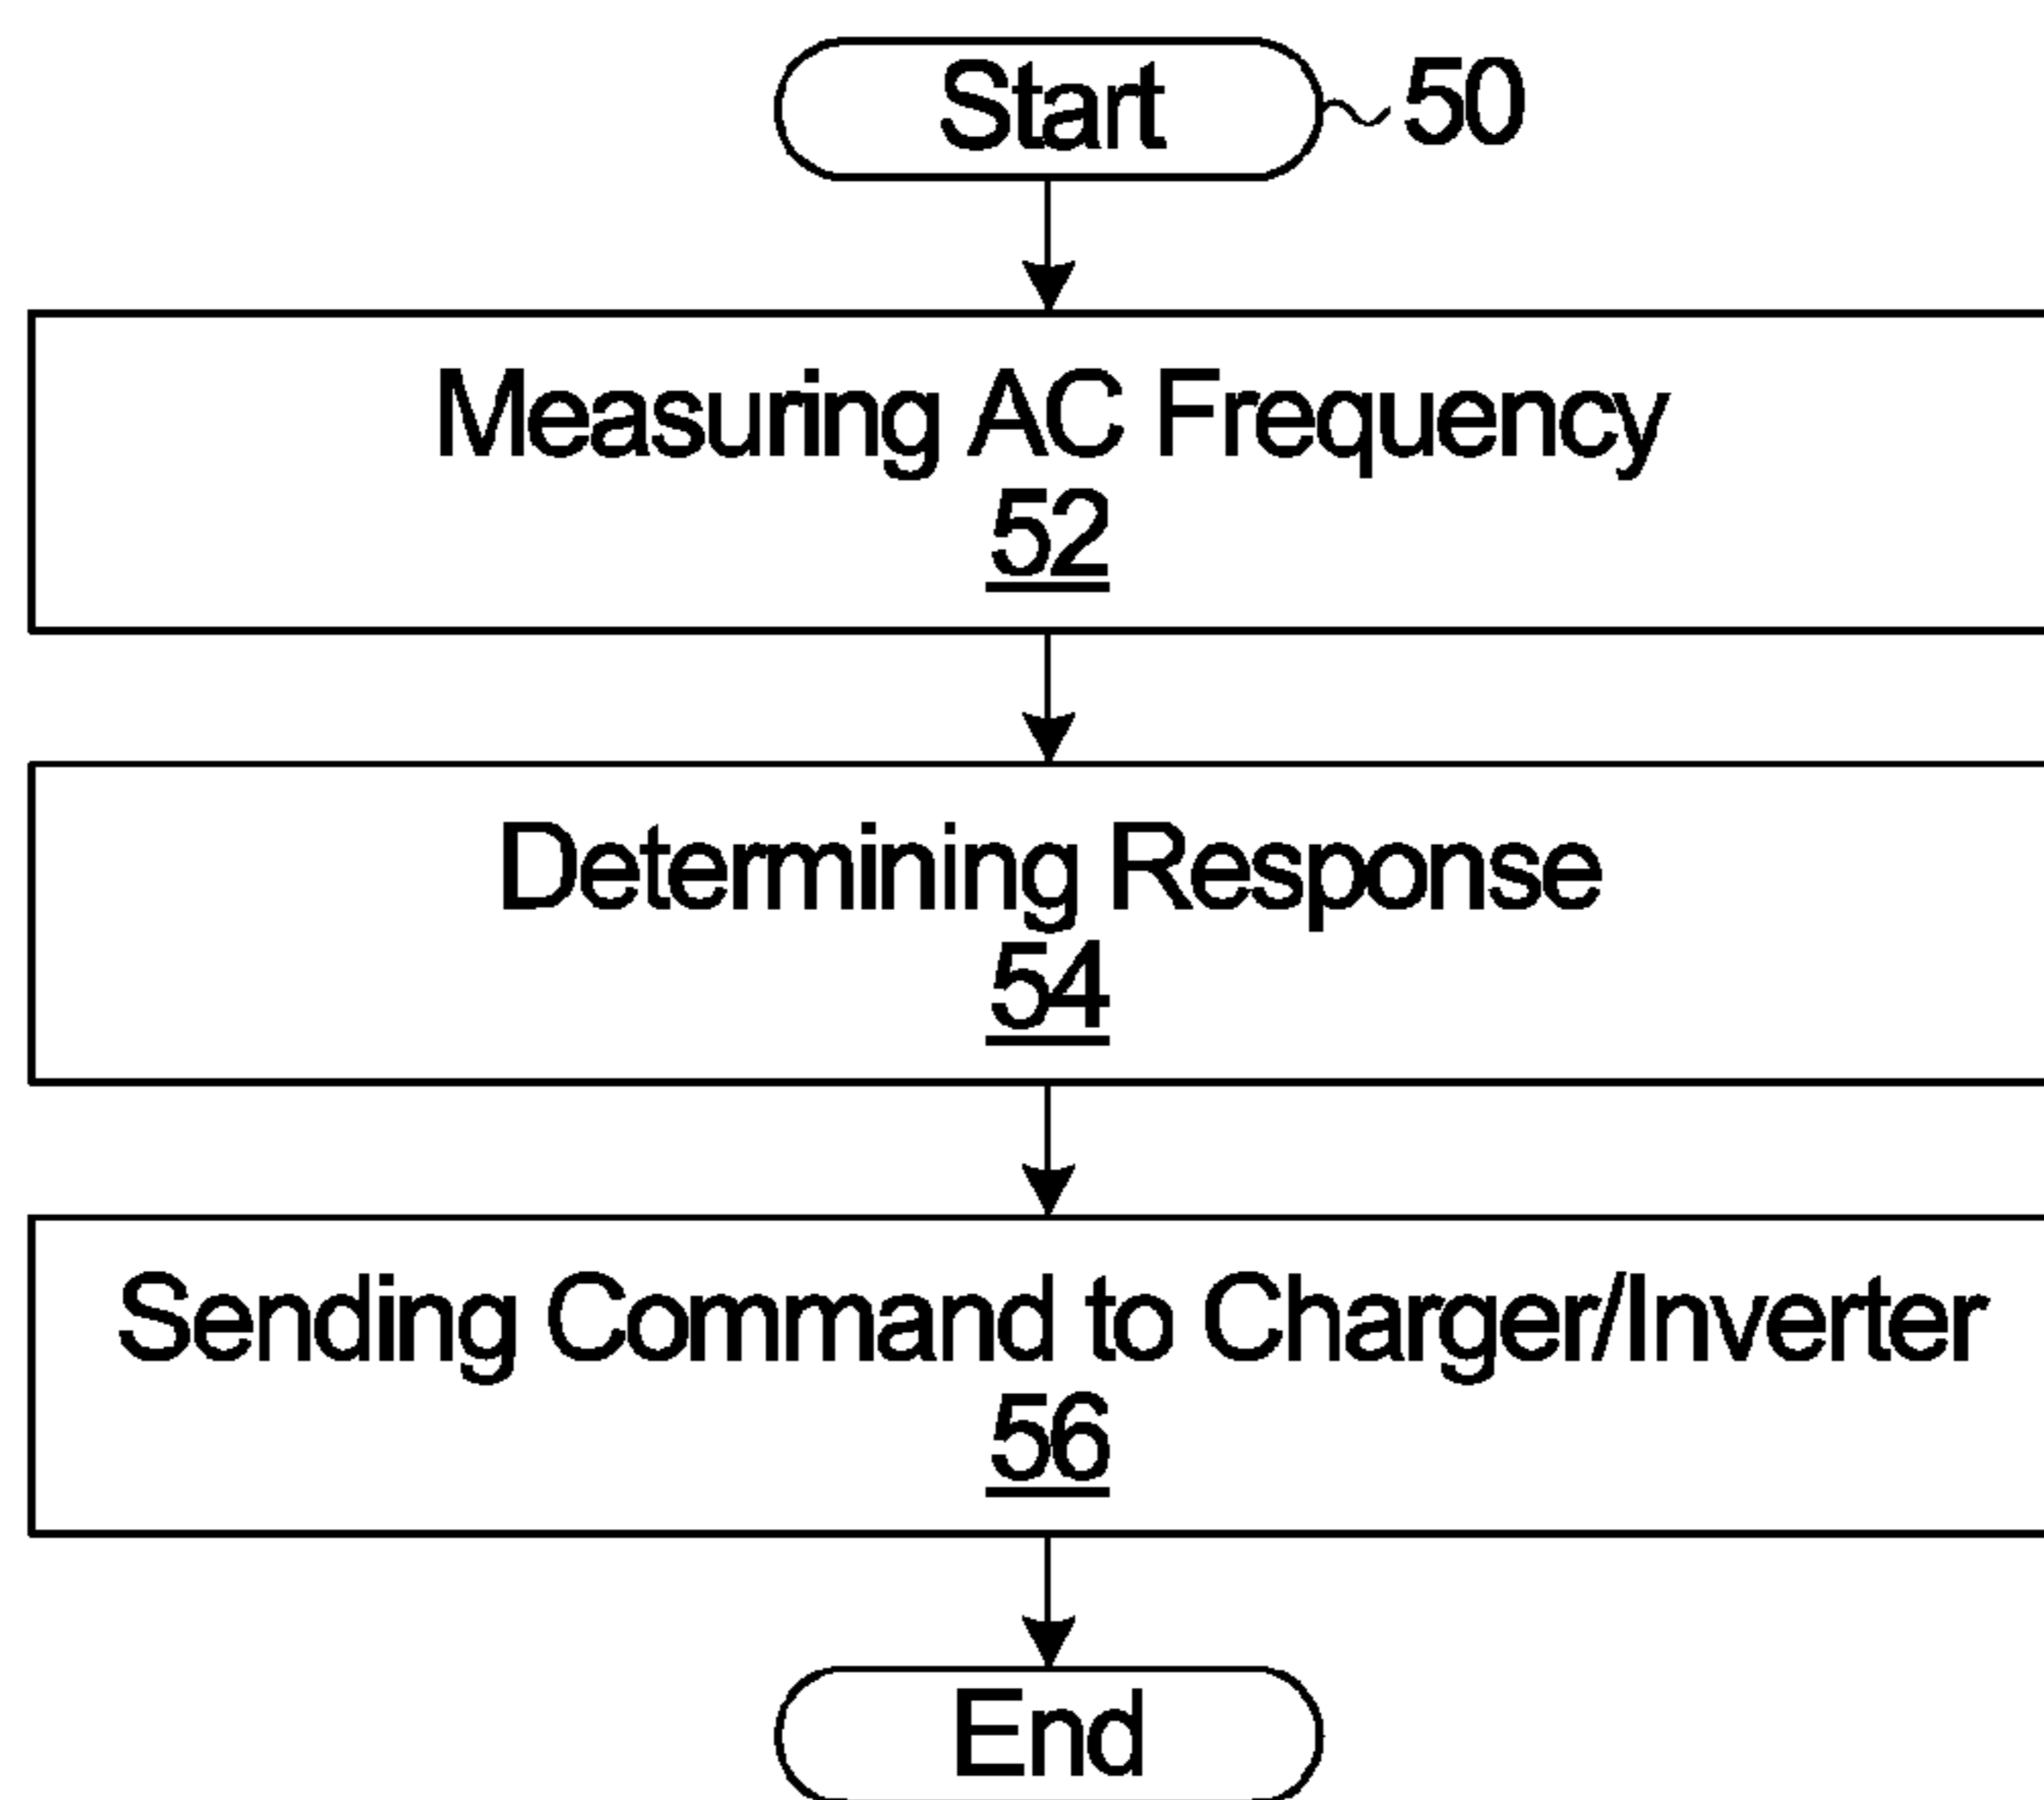 Start 50
Measuring AC Frequency
52
Determining Response
54
Sending Command to Charger/Inverter
56
End